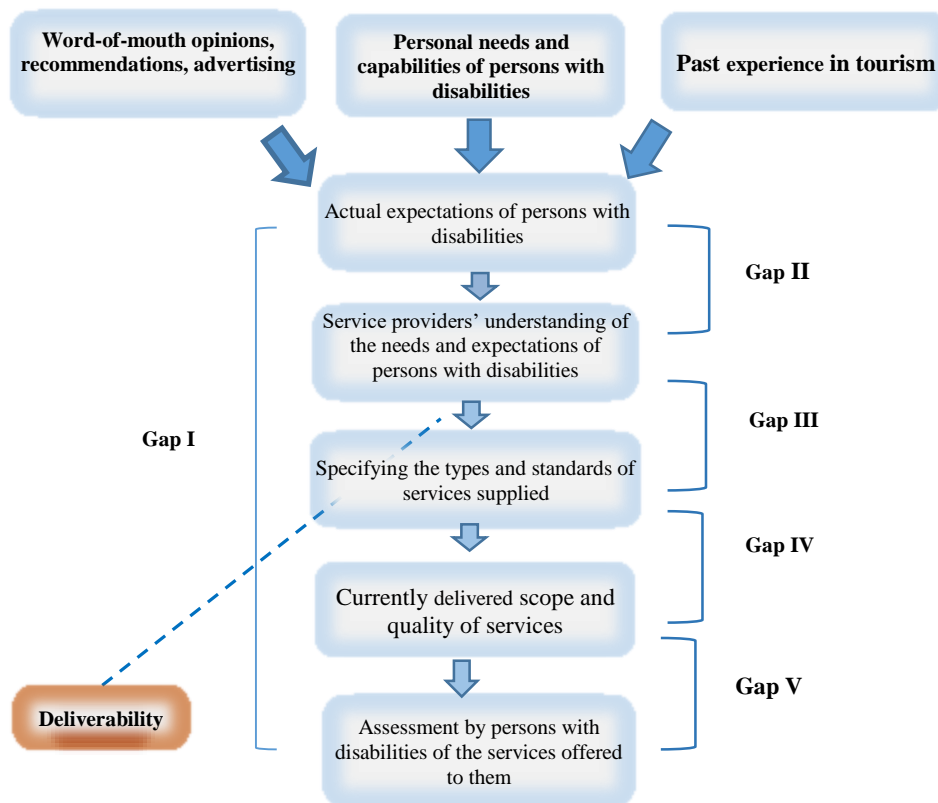 Word-of-mouth opinions,
recommendations, advertising
Personal needs and
capabilities of persons with
disabilities
Past experience in tourism
Actual expectations of persons with
disabilities
Gap II
Service providers’ understanding of
the needs and expectations of
persons with disabilities
Gap III
Gap I
Specifying the types and standards of
services supplied
Gap IV
Currently delivered scope and
quality of services
Gap V
Deliverability
Assessment by persons with
disabilities of the services offered
to them